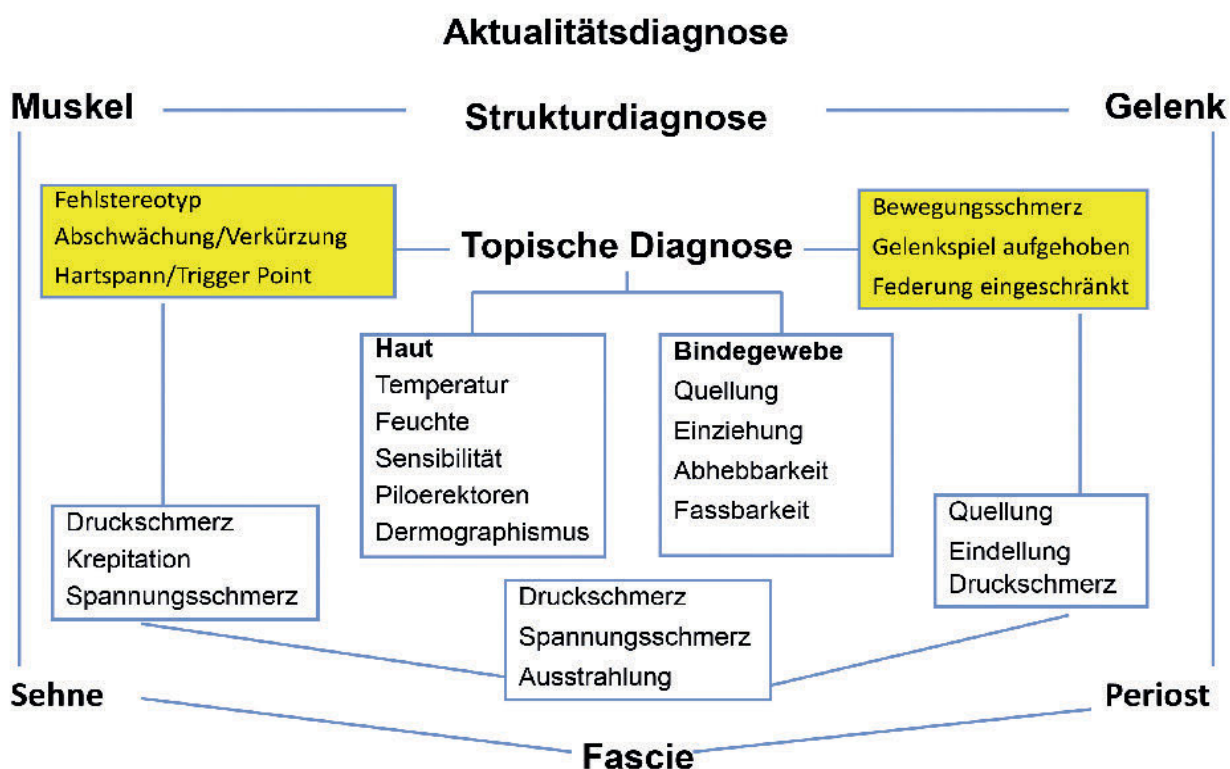 Aktualitätsdiagnose
Muskel
Strukturdiagnose
Gelenk
Fehlstereotyp
Abschwächung/Verkürzung
Hartspann/Trigger Point
Topische Diagnose
Bewegungsschmerz
Gelenkspiel aufgehoben
Federung eingeschränkt
Haut
Temperatur
Feuchte
Sensibilität
Piloerektoren
Dermographismus
Bindegewebe
Quellung
Einziehung
Abhebbarkeit
Fassbarkeit
Druckschmerz
Krepitation
Spannungsschmerz
Druckschmerz
Spannungsschmerz
Ausstrahlung
Quellung
Eindellung
Druckschmerz
Sehne
Fascie
Periost